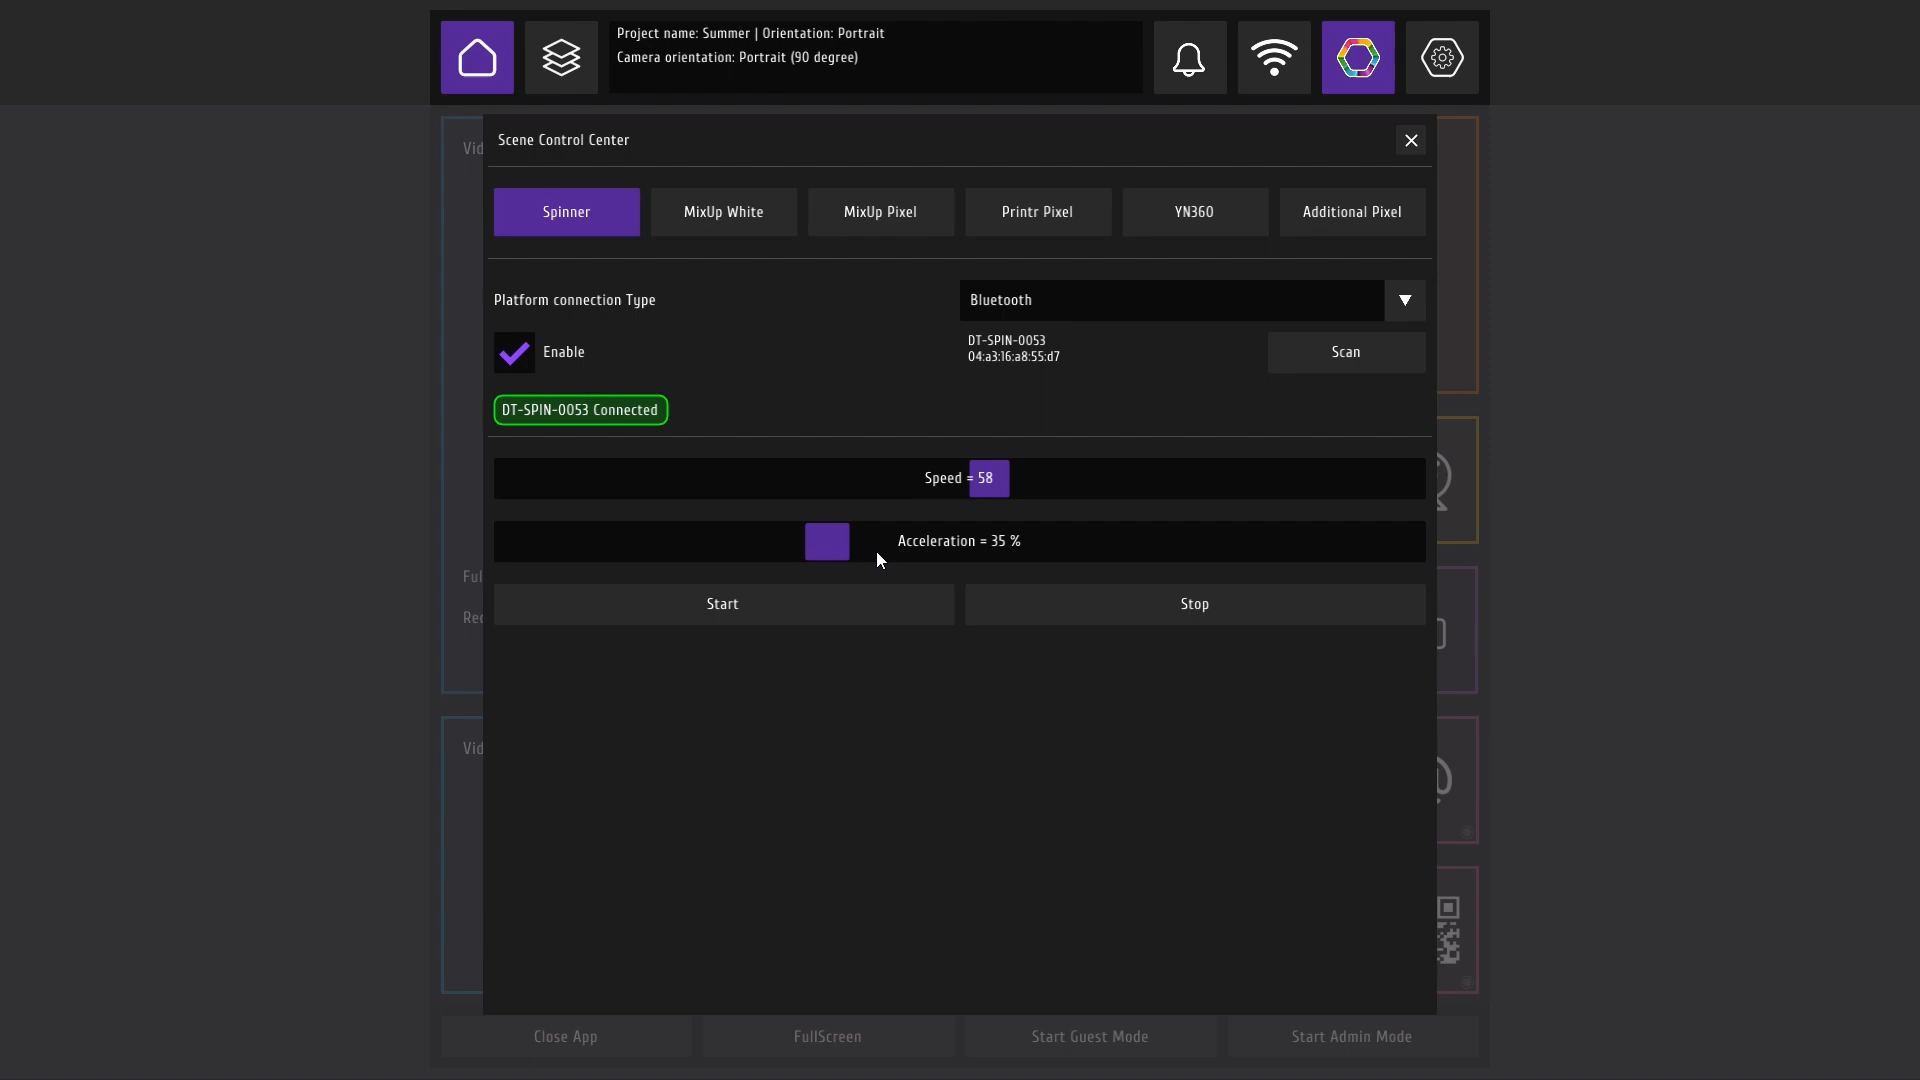 Project name: Summer | Orientation: Portrait
Camera orientation: Portrait (90 degree)
Scene Control Center
Spinner
MixUp White
MixUp Pixel
Printr Pixel
YN360
Additional Pixel
Platform connection Type
Bluetooth
Enable
DT-SPIN-0053
04:a3:16:a8:55:d7
Scan
DT-SPIN-0053 Connected
Speed = 58
Acceleration = 35 %
Start
Stop
Close App
FullScreen
Start Guest Mode
Start Admin Mode